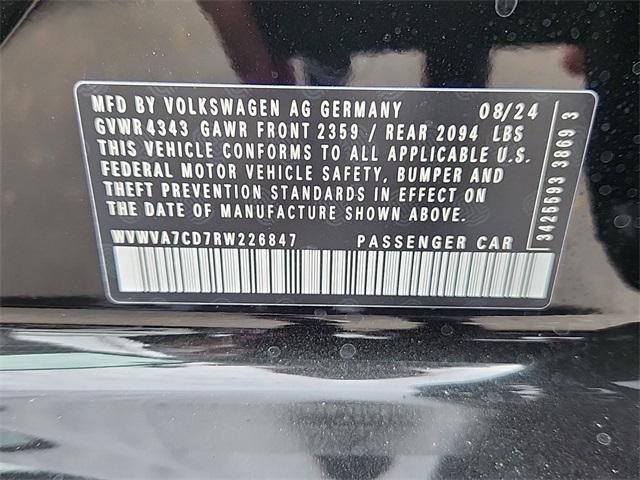 MFD BY VOLKSWAGEN AG GERMANY 08/24
GVWR 4343 GAWR FRONT 2359 / REAR 2094 LBS
THIS VEHICLE CONFORMS TO ALL APPLICABLE U.S.
FEDERAL MOTOR VEHICLE SAFETY, BUMPER AND
THEFT PREVENTION STANDARDS IN EFFECT ON
THE DATE OF MANUFACTURE SHOWN ABOVE.
WVWVA7CD7RW226847 PASSENGER CAR
3426693 3869 3